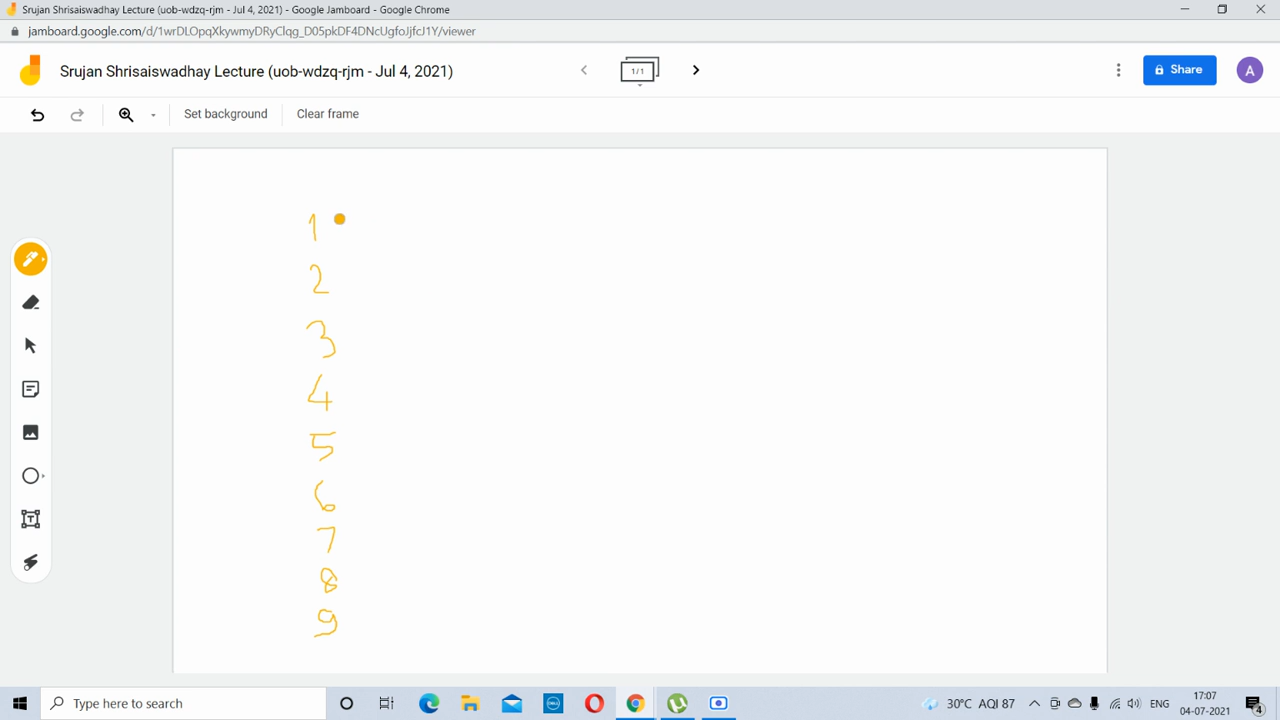 Srujan Shrisaiswadhay Lecture (uob-wdzq-rjm - Jul 4, 2021) - Google Jamboard - Google Chrome
jamboard.google.com/d/1wrDLOpqXkywmyDRyClqg_D05pkDF4DNcUgfoJjfcJ1Y/viewer
Srujan Shrisaiswadhay Lecture (uob-wdzq-rjm - Jul 4, 2021)
1/1
Share
A
Set background
Clear frame
1
2
3
4
5
6
7
8
9
Type here to search
DELL
30°C AQI 87
ENG
17:07
04-07-2021
4